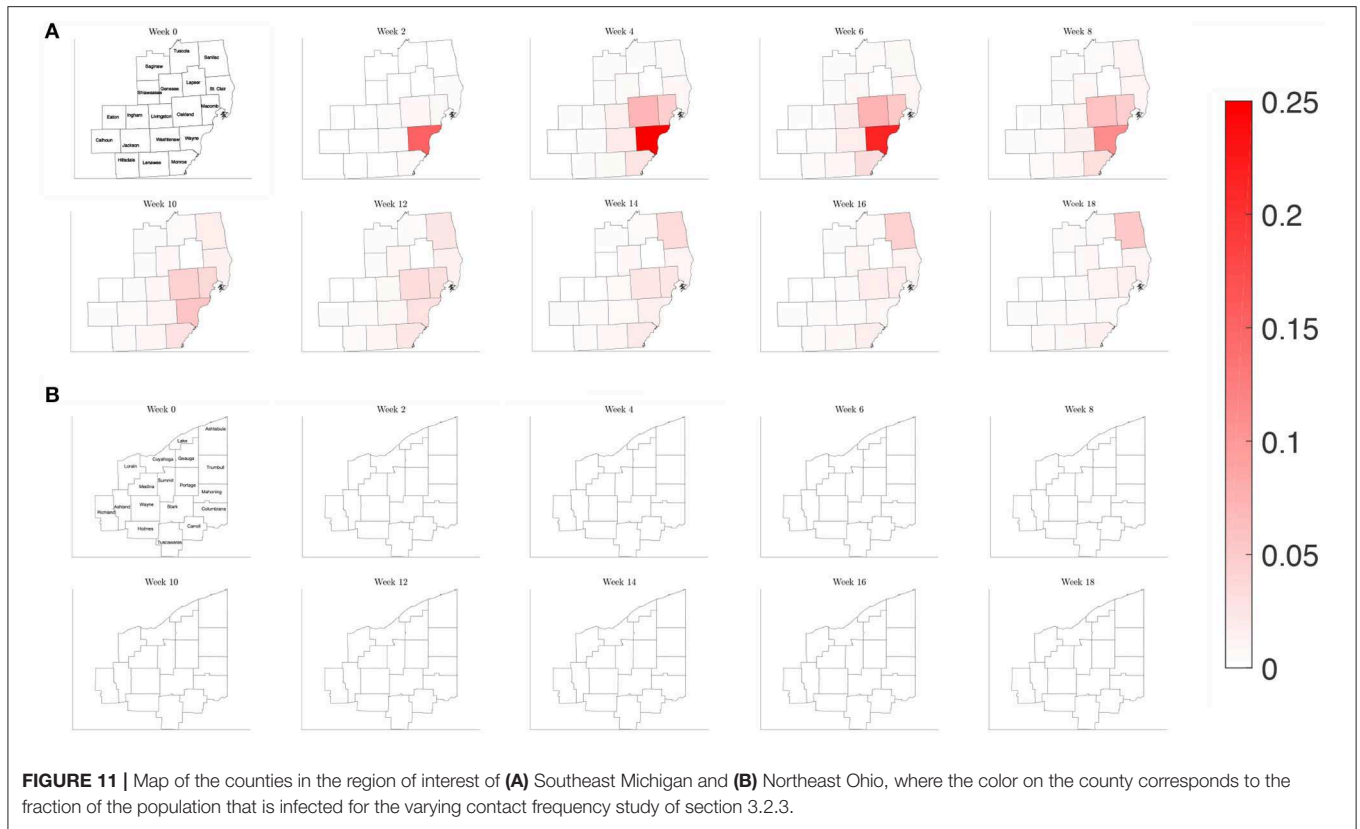 A
Week 0
Week 2
Week 4
Week 6
Week 8
Tuscola
Sanilac
Saginaw
Lapeer
Genesee
Shiawassee
St. Clair
Macomb
Eaton
Ingham
Livingston
Oakland
Calhoun
Jackson
Washtenaw
Wayne
Hillsdale
Lenawee
Monroe
Week 10
Week 12
Week 14
Week 16
Week 18
0.25
0.2
0.15
0.1
0.05
0
B
Week 0
Week 2
Week 4
Week 6
Week 8
Ashtabula
Lake
Cuyahoga
Geauga
Lorain
Trumbull
Summit
Medina
Portage
Mahoning
Richland
Ashland
Wayne
Stark
Columbiana
Holmes
Carroll
Tuscarawas
Week 10
Week 12
Week 14
Week 16
Week 18
FIGURE 11 | Map of the counties in the region of interest of (A) Southeast Michigan and (B) Northeast Ohio, where the color on the county corresponds to the
fraction of the population that is infected for the varying contact frequency study of section 3.2.3.